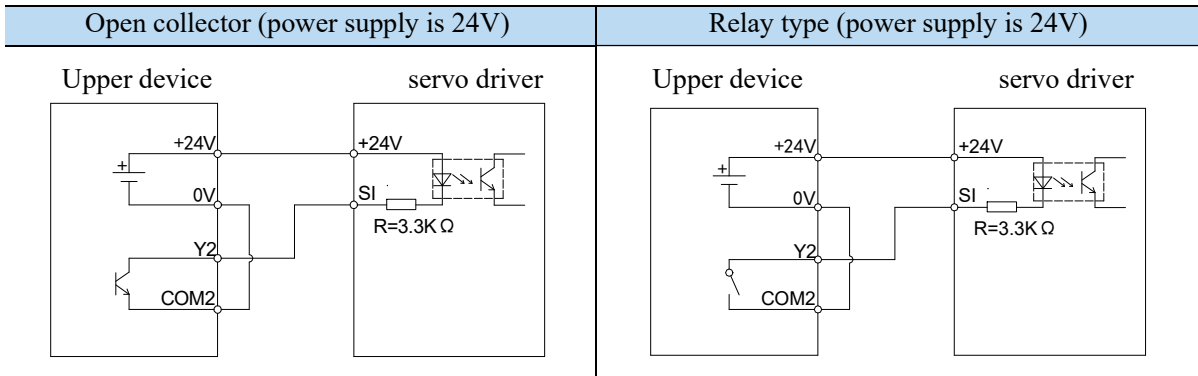 Open collector (power supply is 24V)
Relay type (power supply is 24V)
Upper device
servo driver
+24V
+24V
+
0V
SI
R=3.3KΩ
Y2
COM2
Upper device
servo driver
+24V
+24V
+
0V
SI
R=3.3KΩ
Y2
COM2